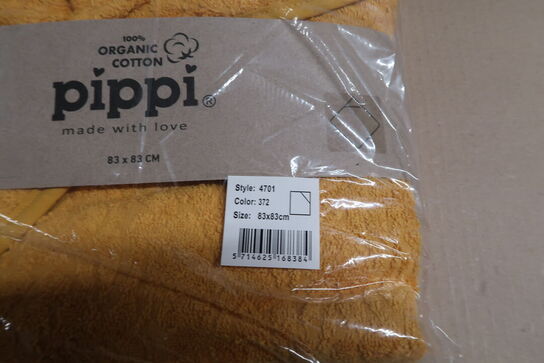 100%
ORGANIC
COTTON
pippi®
made with love
83 x 83 CM
Style: 4701
Color: 372
Size: 83x83cm
5 714625 168384